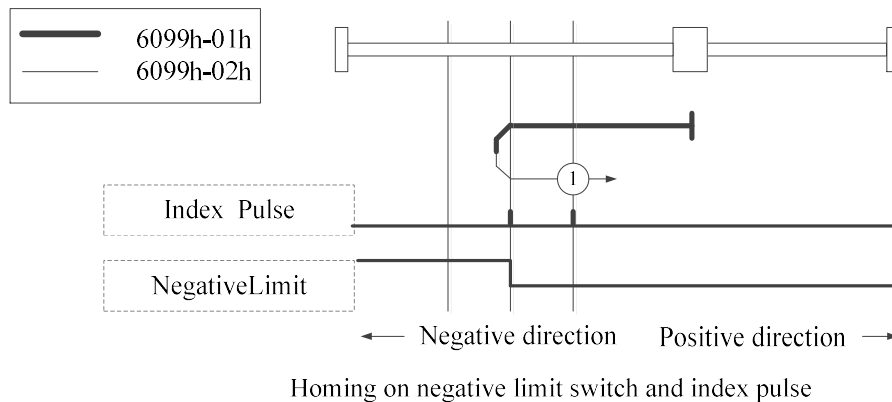 6099h-01h
6099h-02h
1
Index Pulse
NegativeLimit
Negative direction
Positive direction
Homing on negative limit switch and index pulse